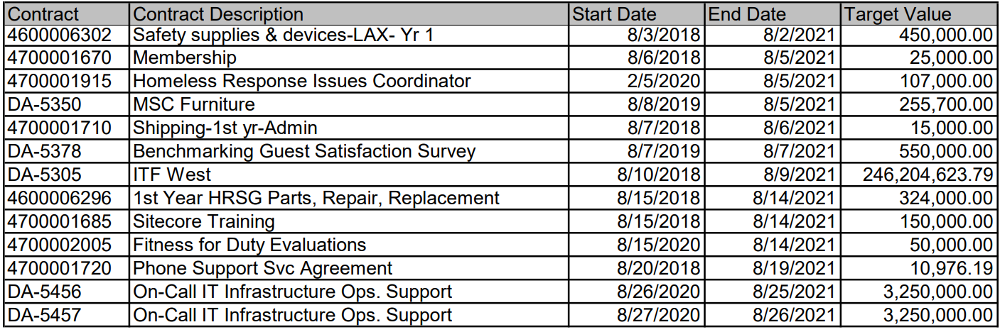 Contract Contract Description Start Date End Date Target Value
4600006302 Safety supplies & devices-LAX- Yr 1 8/3/2018 8/2/2021 450,000.00
4700001670 Membership 8/6/2018 8/5/2021 25,000.00
4700001915 Homeless Response Issues Coordinator 2/5/2020 8/5/2021 107,000.00
DA-5350 MSC Furniture 8/8/2019 8/5/2021 255,700.00
4700001710 Shipping-1st yr-Admin 8/7/2018 8/6/2021 15,000.00
DA-5378 Benchmarking Guest Satisfaction Survey 8/7/2019 8/7/2021 550,000.00
DA-5305 ITF West 8/10/2018 8/9/2021 246,204,623.79
4600006296 1st Year HRSG Parts, Repair, Replacement 8/15/2018 8/14/2021 324,000.00
4700001685 Sitecore Training 8/15/2018 8/14/2021 150,000.00
4700002005 Fitness for Duty Evaluations 8/15/2020 8/14/2021 50,000.00
4700001720 Phone Support Svc Agreement 8/20/2018 8/19/2021 10,976.19
DA-5456 On-Call IT Infrastructure Ops. Support 8/26/2020 8/25/2021 3,250,000.00
DA-5457 On-Call IT Infrastructure Ops. Support 8/27/2020 8/26/2021 3,250,000.00